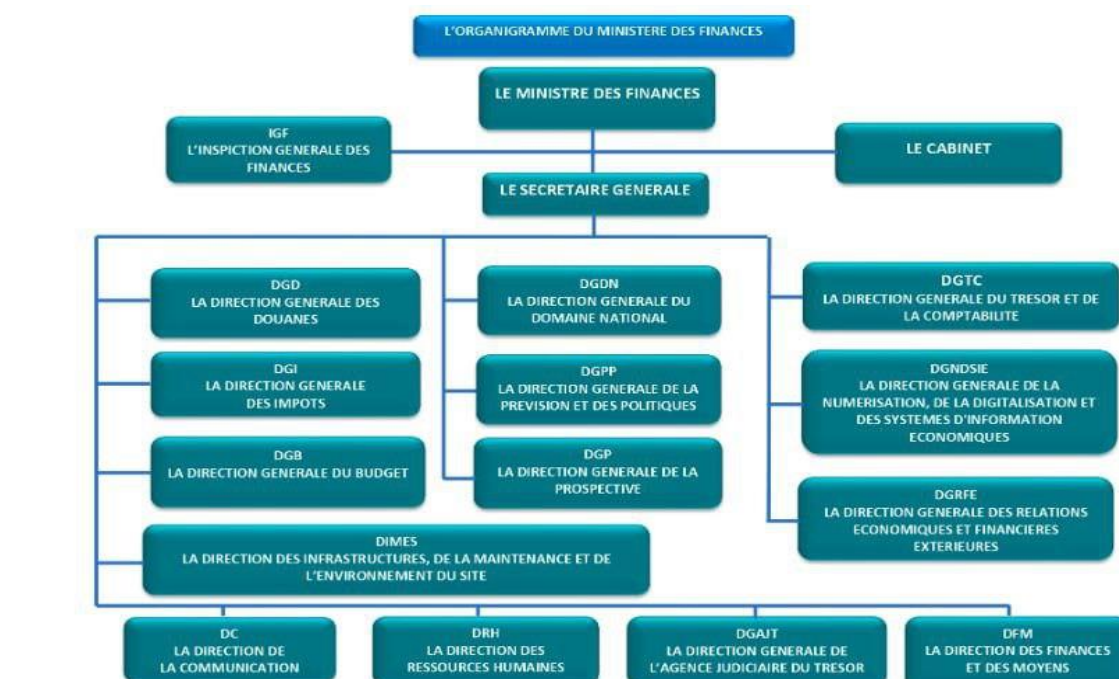 L'ORGANIGRAMME DU MINISTERE DES FINANCES
LE MINISTRE DES FINANCES
IGF
L'INSPICTION GENERALE DES
FINANCES
LE CABINET
LE SECRETAIRE GENERALE
DGD
LA DIRECTION GENERALE DES
DOUANES
DGDN
LA DIRECTION GENERALE DU
DOMAINE NATIONAL
DGTC
LA DIRECTION GENERALE DU TRESOR ET DE
LA COMPTABILITE
DGI
LA DIRECTION GENERALE
DES IMPOTS
DGPP
LA DIRECTION GENERALE DE LA
PREVISION ET DES POLITIQUES
DGNDSIE
LA DIRECTION GENERALE DE LA
NUMERISATION, DE LA DIGITALISATION ET
DES SYSTEMES D'INFORMATION
ECONOMIQUES
DGB
LA DIRECTION GENERALE DU BUDGET
DGP
LA DIRECTION GENERALE DE LA
PROSPECTIVE
DGRFE
LA DIRECTION GENERALE DES RELATIONS
ECONOMIQUES ET FINANCIERES
EXTERIEURES
DIMES
LA DIRECTION DES INFRASTRUCTURES, DE LA MAINTENANCE ET DE
L'ENVIRONNEMENT DU SITE
DC
LA DIRECTION DE
LA COMMUNICATION
DRH
LA DIRECTION DES
RESSOURCES HUMAINES
DGAJT
LA DIRECTION GENERALE DE
L'AGENCE JUDICIAIRE DU TRESOR
DFM
LA DIRECTION DES FINANCES
ET DES MOYENS